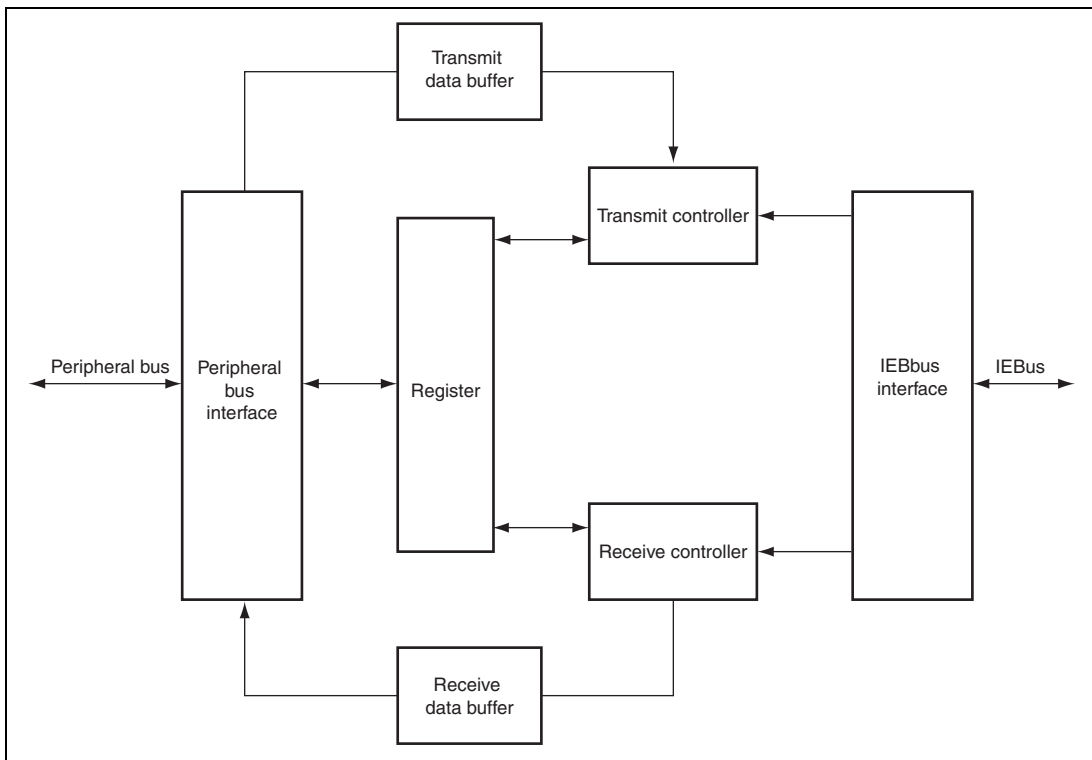 Transmit
data buffer
Transmit controller
Peripheral bus
Peripheral
bus
interface
Register
IEBbus
interface
IEBus
Receive controller
Receive
data buffer